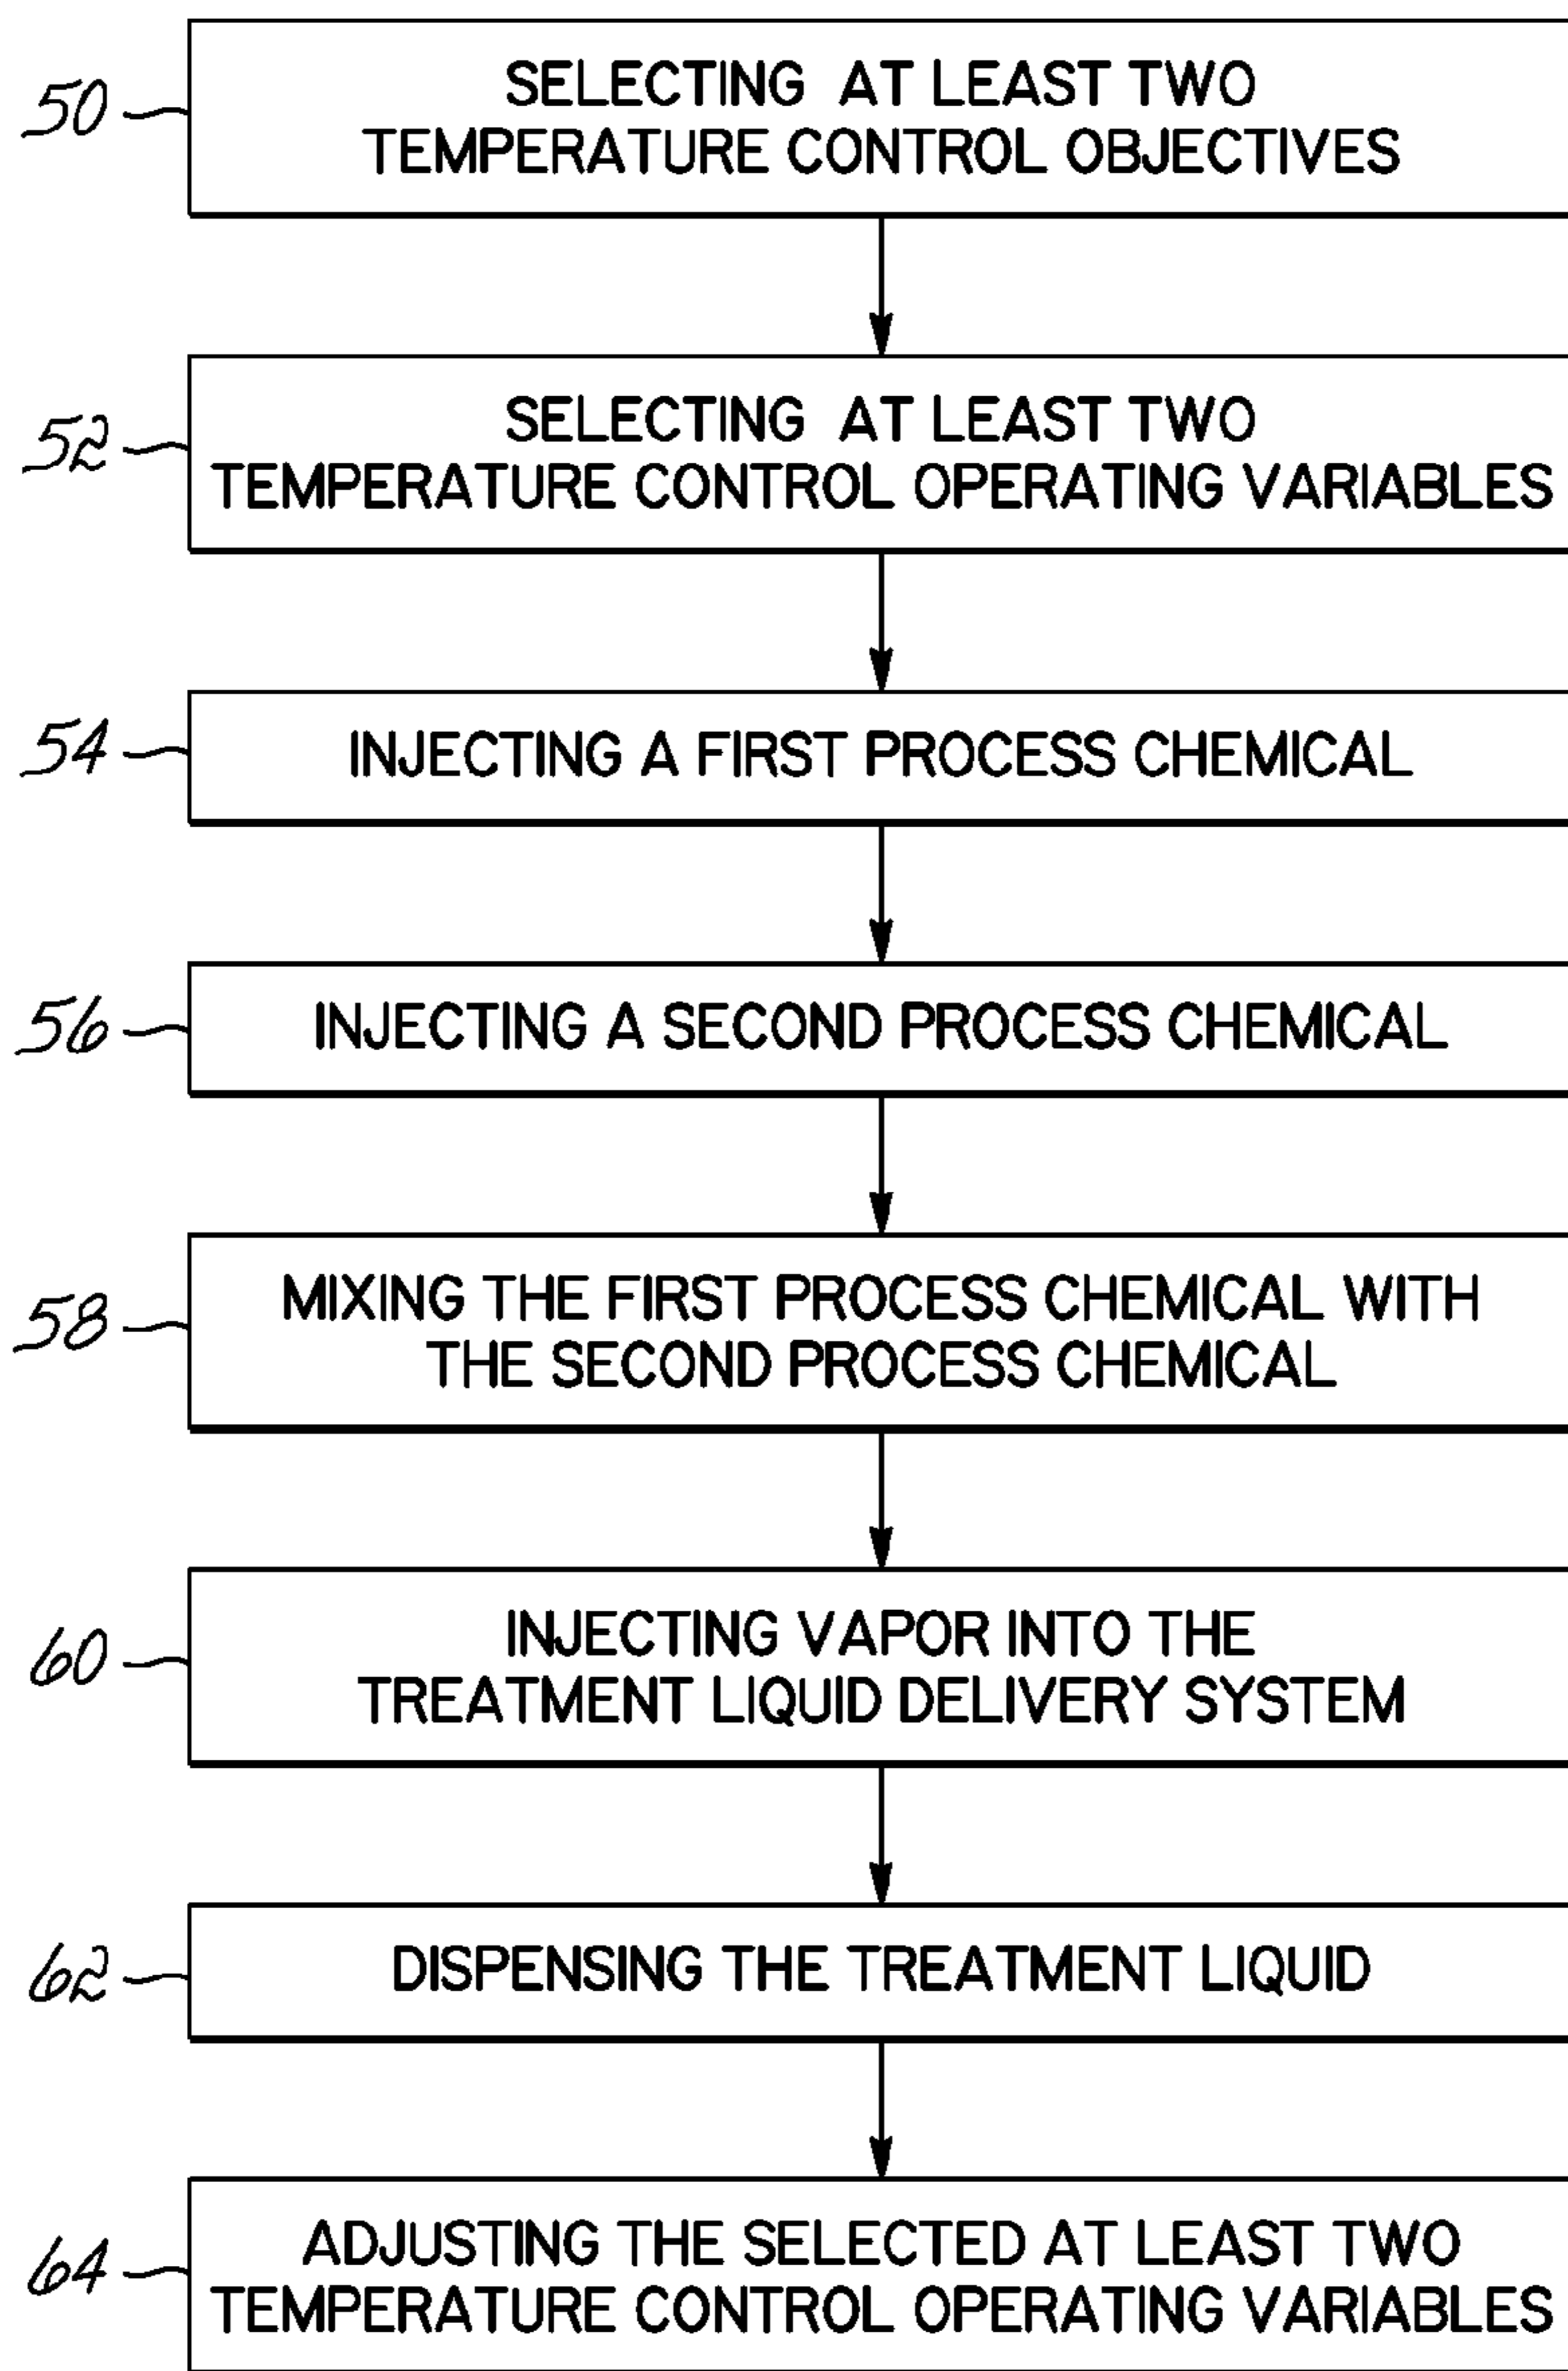 50
SELECTING AT LEAST TWO
TEMPERATURE CONTROL OBJECTIVES
52
SELECTING AT LEAST TWO
TEMPERATURE CONTROL OPERATING VARIABLES
54
INJECTING A FIRST PROCESS CHEMICAL
56
INJECTING A SECOND PROCESS CHEMICAL
58
MIXING THE FIRST PROCESS CHEMICAL WITH
THE SECOND PROCESS CHEMICAL
60
INJECTING VAPOR INTO THE
TREATMENT LIQUID DELIVERY SYSTEM
62
DISPENSING THE TREATMENT LIQUID
64
ADJUSTING THE SELECTED AT LEAST TWO
TEMPERATURE CONTROL OPERATING VARIABLES